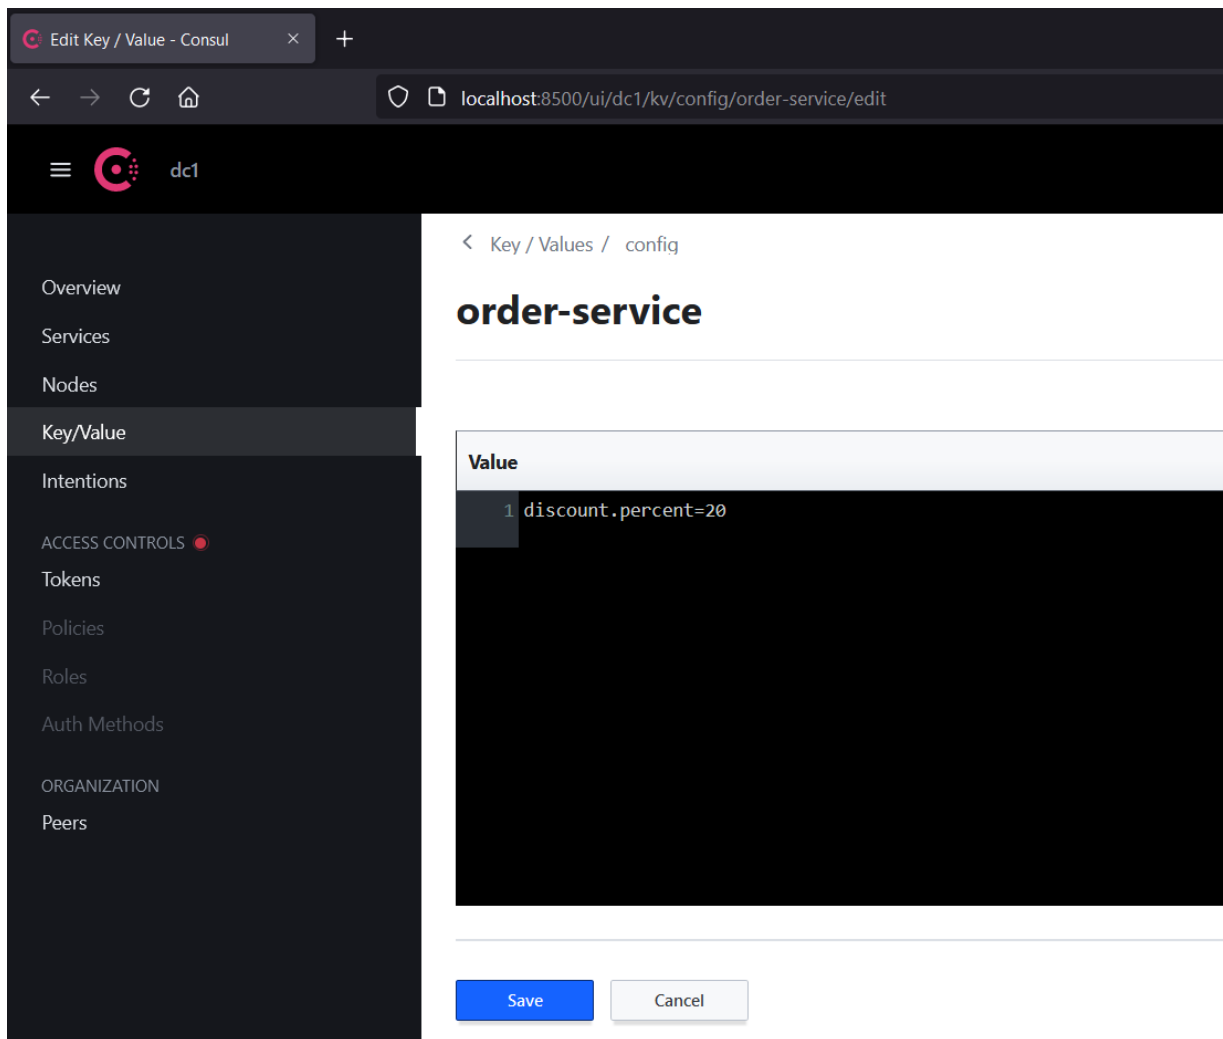 Edit Key / Value - Consul
localhost:8500/ui/dc1/kv/config/order-service/edit
dc1
Key / Values / config
order-service
Overview
Services
Nodes
Key/Value
Intentions
ACCESS CONTROLS
Tokens
Policies
Roles
Auth Methods
ORGANIZATION
Peers
Value
1 discount.percent=20
Save Cancel